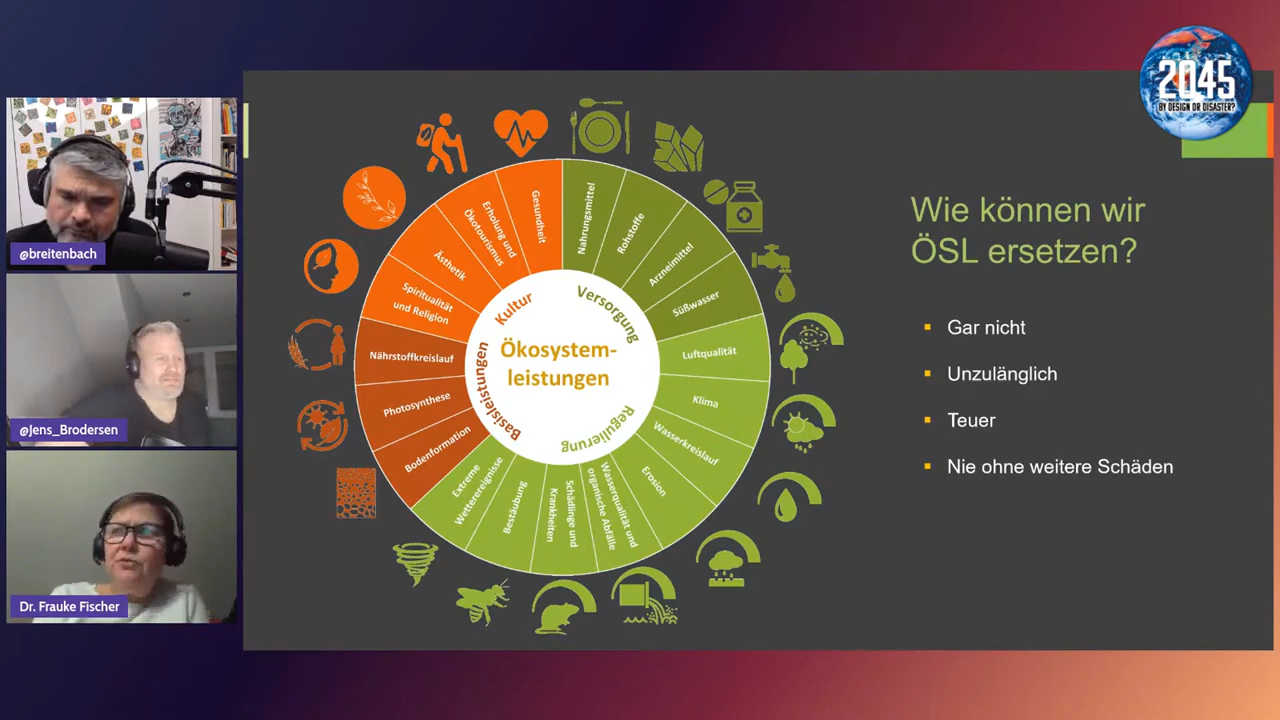 2045
BY DESIGN OR DISASTER?
@breitenbach
@Jens_Brodersen
Dr. Frauke Fischer
Wie können wir
ÖSL ersetzen?
Gar nicht
Unzulänglich
Teuer
Nie ohne weitere Schäden
Ökosystem-
leistungen
Kultur
Versorgung
Regulierung
Basisleistungen
Nahrungsmittel
Rohstoffe
Arzneimittel
Süßwasser
Luftqualität
Klima
Wasserkreislauf
Erosion
Wasserqualität und
organische Abfälle
Schädlinge und
Krankheiten
Bestäubung
Extreme
Wetterereignisse
Bodenformation
Photosynthese
Nährstoffkreislauf
Spiritualität
und Religion
Ästhetik
Erholung und
Ökotourismus
Gesundheit